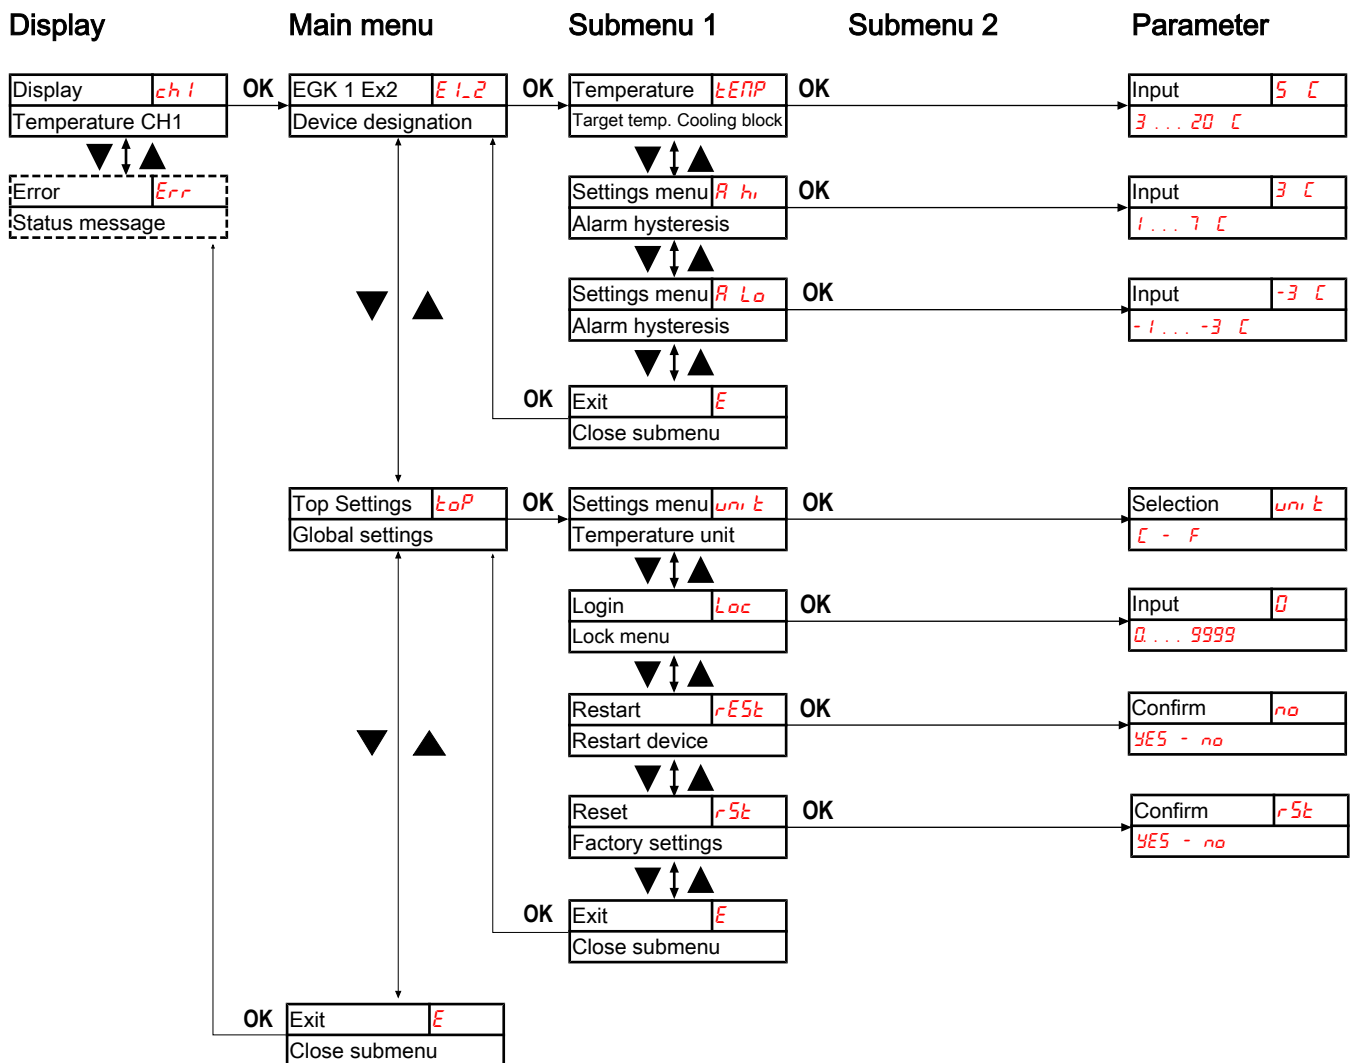 Display Main menu Submenu 1 Submenu 2 Parameter
Display ch1 OK EGK 1 Ex2 E1_2 OK Temperature tEMP OK Input 5 C
Temperature CH1 Device designation Target temp. Cooling block 3...20 C
Error Err Settings menu A hi OK Input 3 C
Status message Alarm hysteresis 1...7 C
Settings menu A Lo OK Input -3 C
Alarm hysteresis -1...-3 C
OK Exit E
Close submenu
Top Settings toP OK Settings menu unit OK Selection unit
Global settings Temperature unit C - F
Login Loc OK Input 0
Lock menu 0....9999
Restart rESt OK Confirm no
Restart device YES - no
Reset rSt OK Confirm rSt
Factory settings YES - no
OK Exit E
Close submenu
OK Exit E
Close submenu